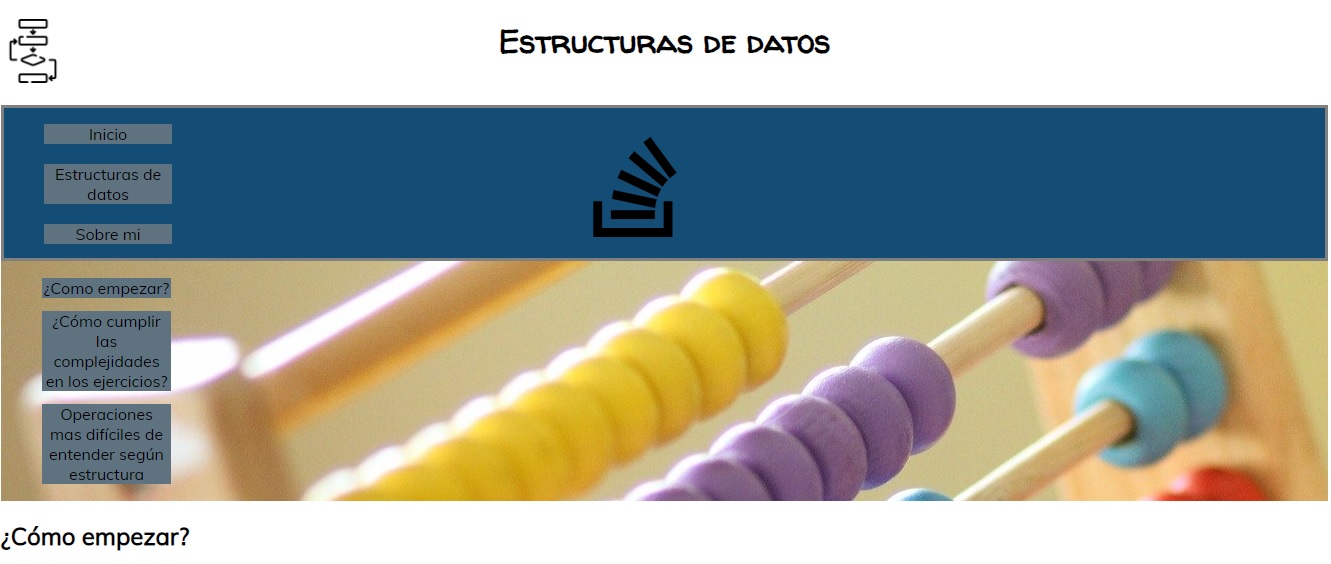 Estructuras de datos
Inicio
Estructuras de
datos
Sobre mi
¿Como empezar?
¿Cómo cumplir
las
complejidades
en los ejercicios?
Operaciones
mas difíciles de
entender según
estructura
¿Cómo empezar?